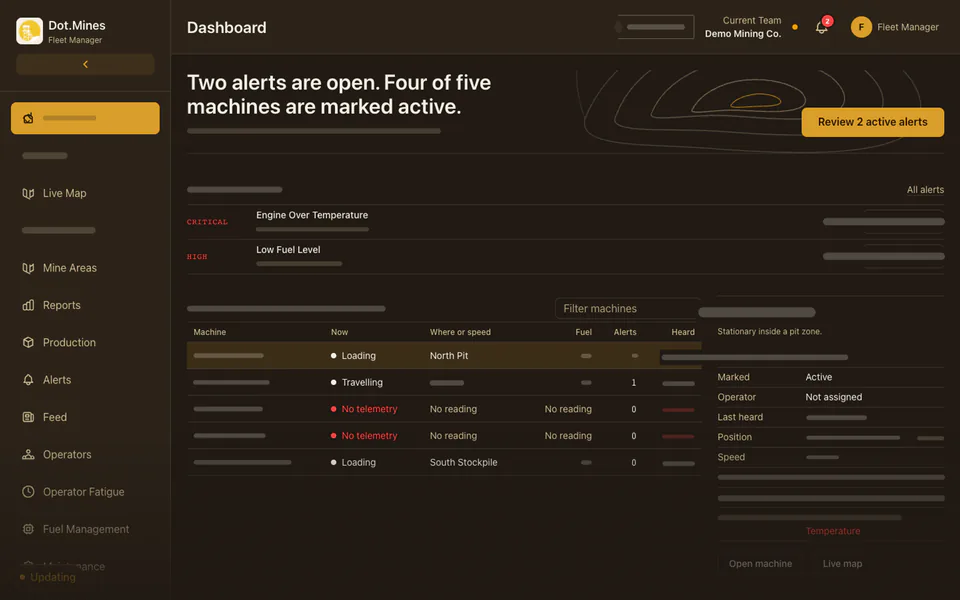 Dot.Mines
Fleet Manager
Live Map
Mine Areas
Reports
Production
Alerts
Feed
Operators
Operator Fatigue
Fuel Management
Updating
Dashboard
Current Team
Demo Mining Co.
2
F
Fleet Manager
Two alerts are open. Four of five
machines are marked active.
Review 2 active alerts
All alerts
CRITICAL
Engine Over Temperature
HIGH
Low Fuel Level
Filter machines
Machine Now Where or speed Fuel Alerts Heard
Loading North Pit
Travelling 1
No telemetry No reading No reading 0
No telemetry No reading No reading 0
Loading South Stockpile 0
Stationary inside a pit zone.
Marked Active
Operator Not assigned
Last heard
Position
Speed
Temperature
Open machine Live map